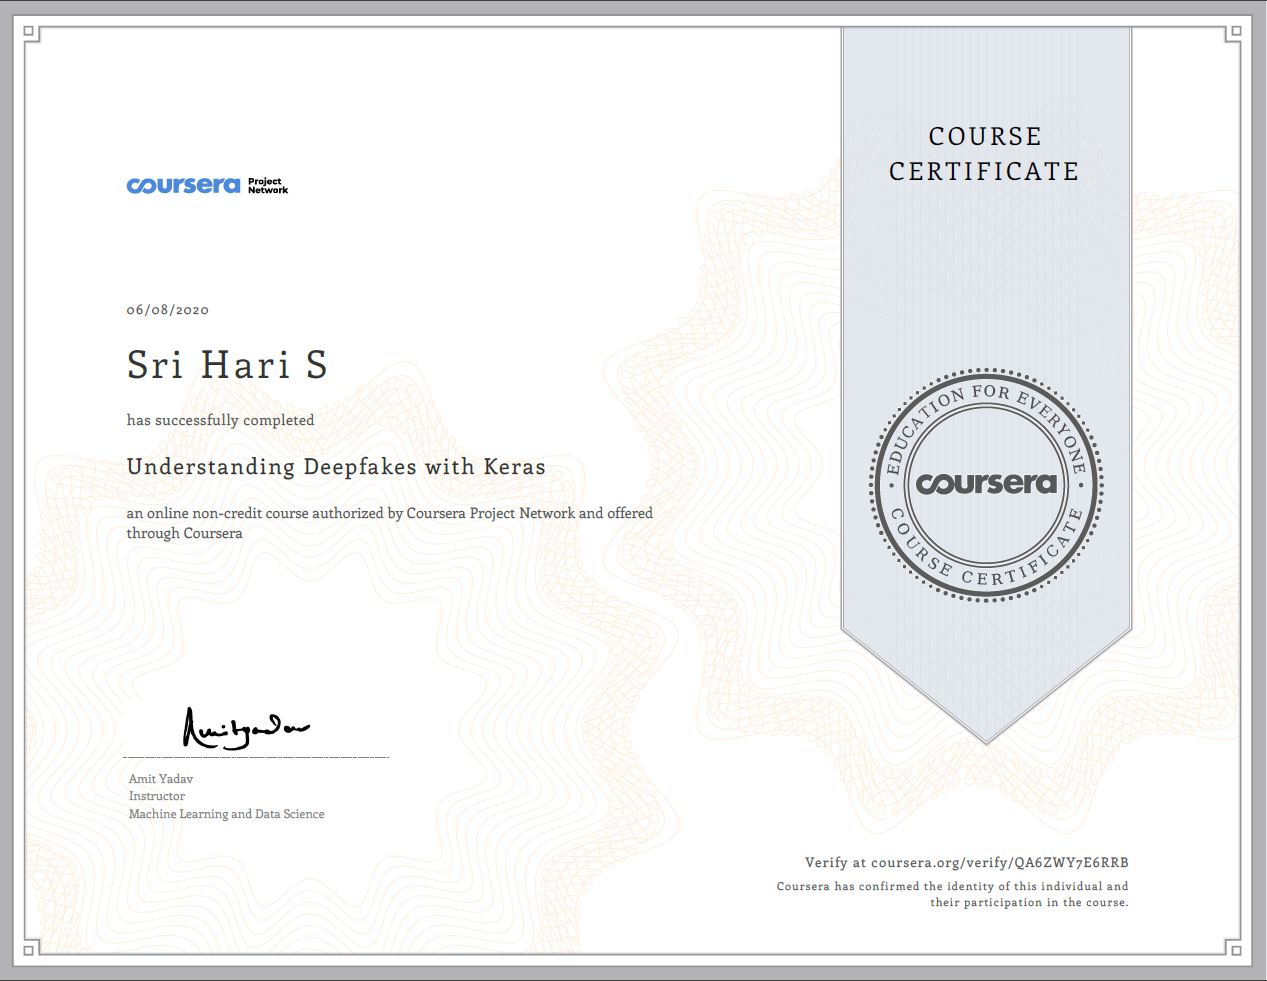 COURSE
CERTIFICATE
coursera Project
Network
06/08/2020
Sri Hari S
has successfully completed
Understanding Deepfakes with Keras
an online non-credit course authorized by Coursera Project Network and offered
through Coursera
EDUCATION FOR EVERYONE
coursera
COURSE CERTIFICATE
Amit Yadav
Amit Yadav
Instructor
Machine Learning and Data Science
Verify at coursera.org/verify/QA6ZWY7E6RRB
Coursera has confirmed the identity of this individual and
their participation in the course.